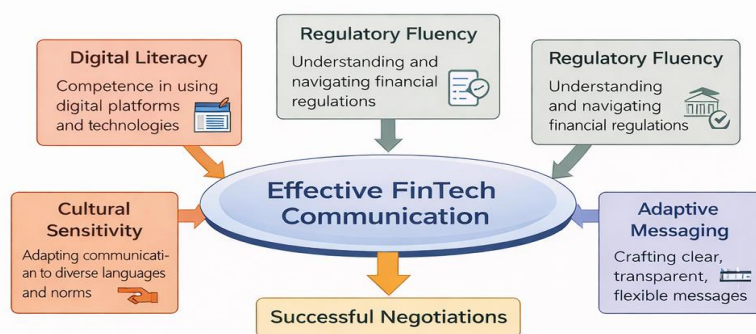 Digital Literacy
Competence in using
digital platforms
and technologies
Regulatory Fluency
Understanding and
navigating financial
regulations
Regulatory Fluency
Understanding
and navigating
financial regulations
Effective FinTech
Communication
Cultural
Sensitivity
Adapting communicati-
an to diverse languages
and norms
Adaptive
Messaging
Crafting clear,
transparent,
flexible messages
Successful Negotiations